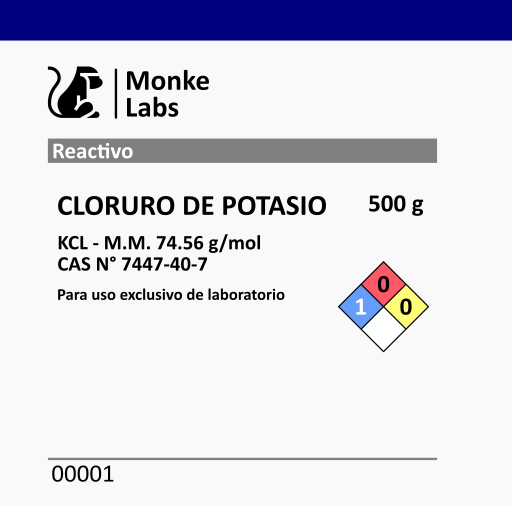 Monke
Labs
Reactivo
CLORURO DE POTASIO 500 g
KCL - M.M. 74.56 g/mol
CAS N° 7447-40-7
Para uso exclusivo de laboratorio
0
1 0
00001